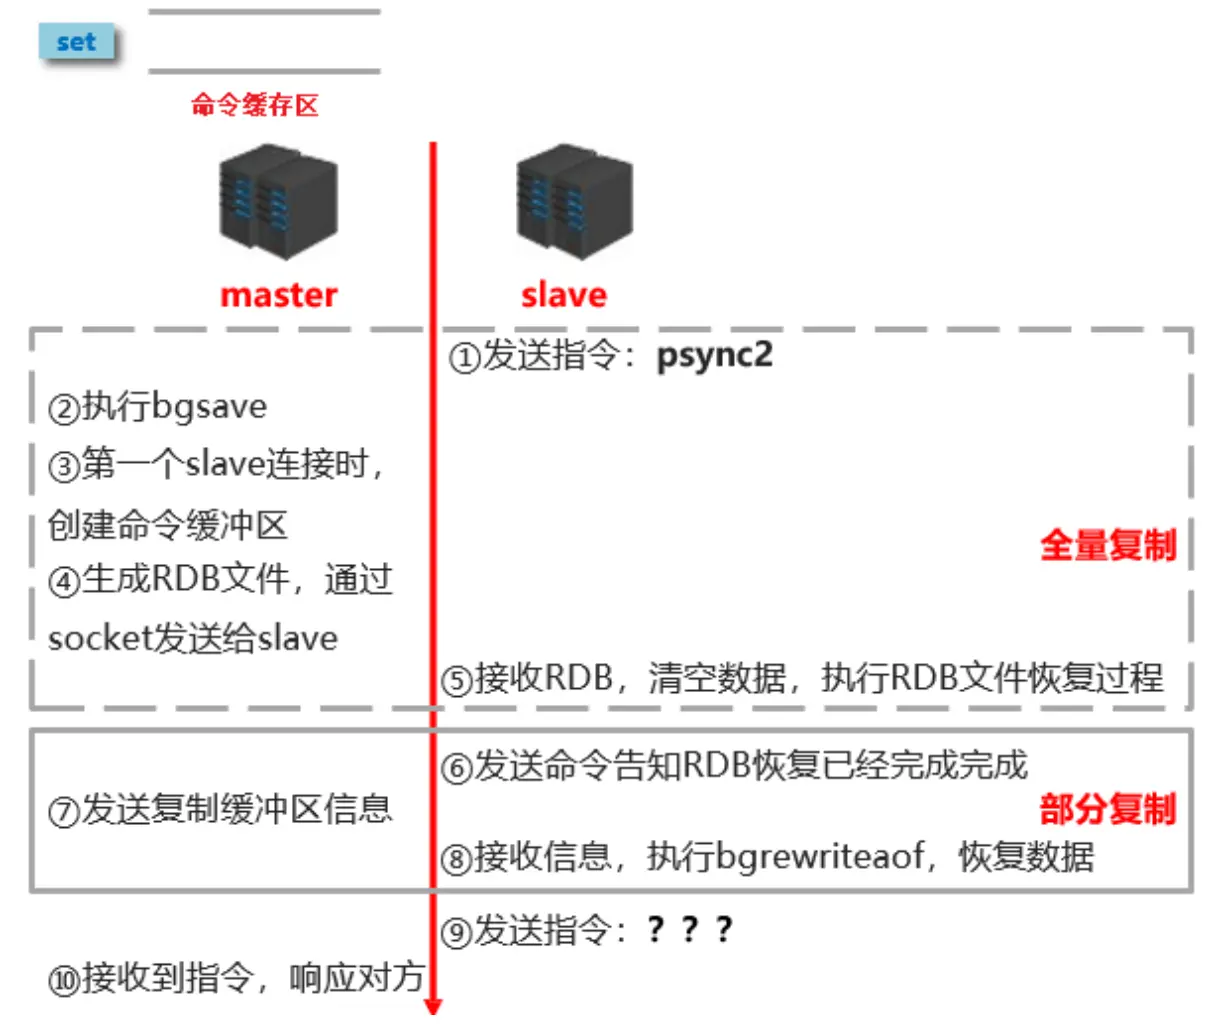 set
命令缓存区
master
slave
①发送指令：psync2
②执行bgsave
③第一个slave连接时，
创建命令缓冲区
④生成RDB文件，通过
socket发送给slave
全量复制
⑤接收RDB，清空数据，执行RDB文件恢复过程
⑥发送命令告知RDB恢复已经完成完成
⑦发送复制缓冲区信息
部分复制
⑧接收信息，执行bgrewriteaof，恢复数据
⑨发送指令：？？？
⑩接收到指令，响应对方